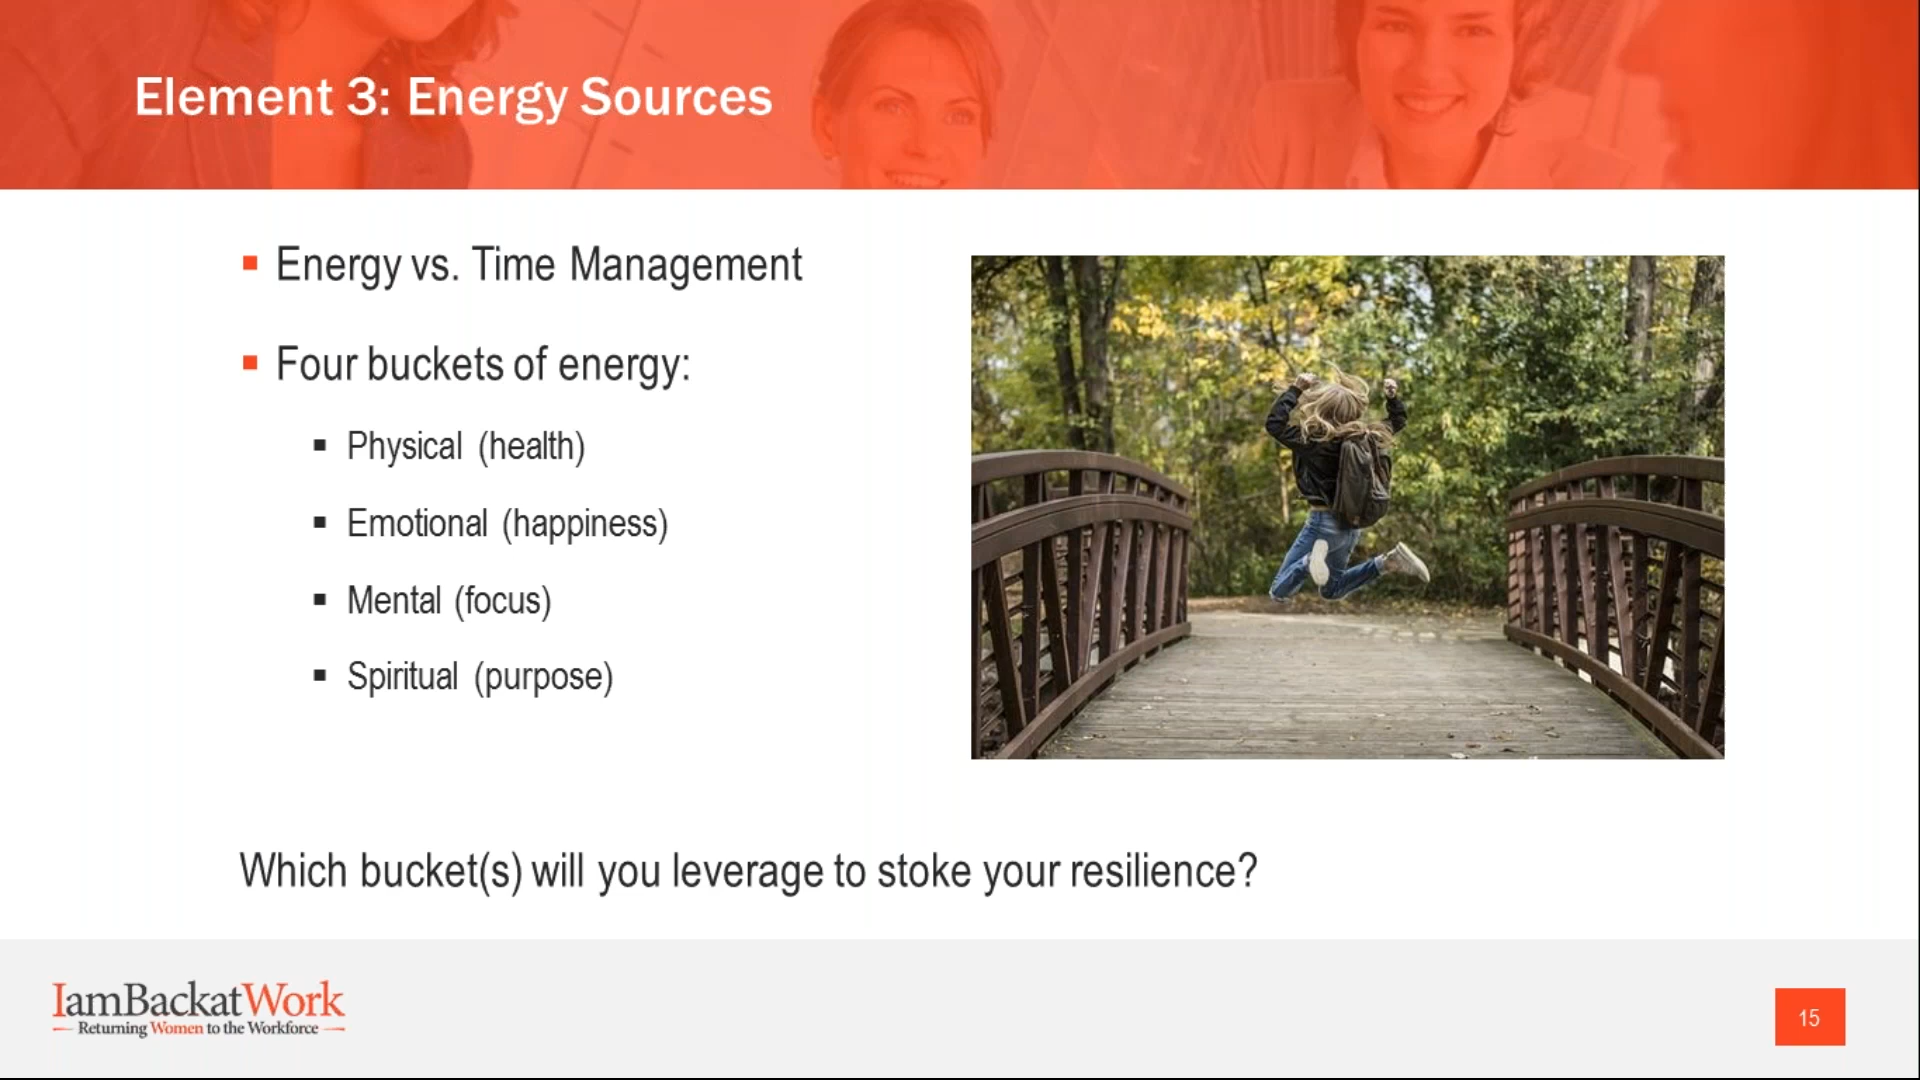 Element 3: Energy Sources
Energy vs. Time Management
Four buckets of energy:
Physical (health)
Emotional (happiness)
Mental (focus)
Spiritual (purpose)
Which bucket(s) will you leverage to stoke your resilience?
IamBackatWork
Returning Women to the Workforce
15